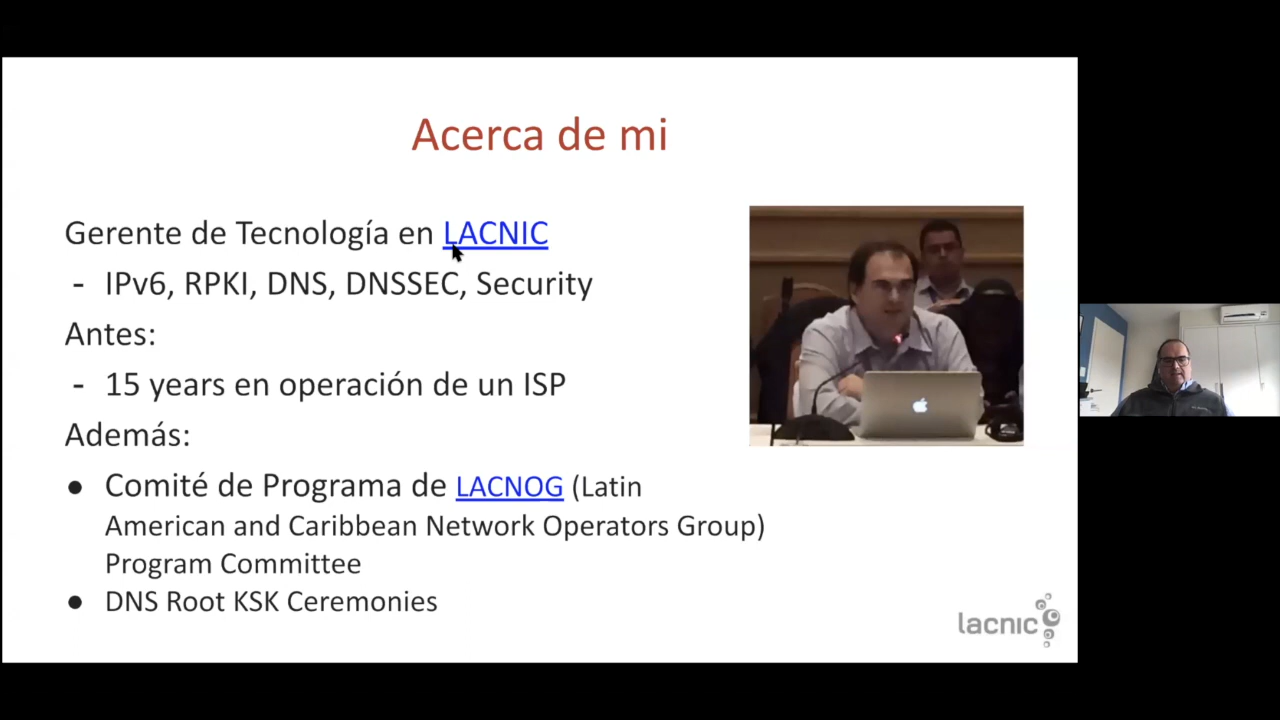 Acerca de mi
Gerente de Tecnología en LACNIC
- IPv6, RPKI, DNS, DNSSEC, Security
Antes:
- 15 years en operación de un ISP
Además:
● Comité de Programa de LACNOG (Latin
American and Caribbean Network Operators Group)
Program Committee
● DNS Root KSK Ceremonies
lacnic